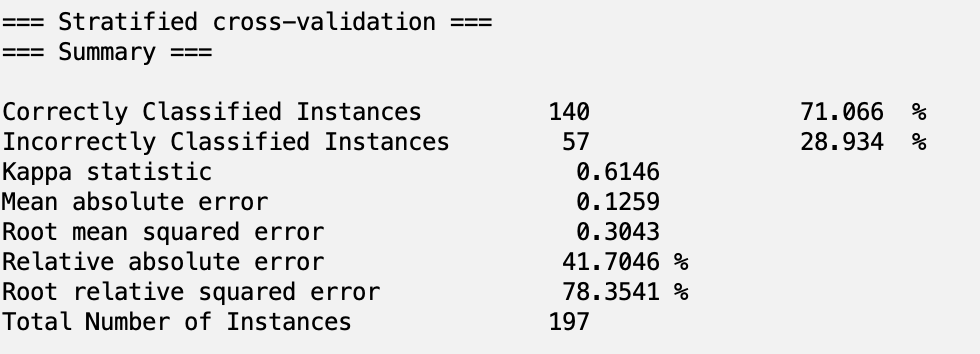 === Stratified cross-validation ===
=== Summary ===
Correctly Classified Instances 140 71.066 %
Incorrectly Classified Instances 57 28.934 %
Kappa statistic 0.6146
Mean absolute error 0.1259
Root mean squared error 0.3043
Relative absolute error 41.7046 %
Root relative squared error 78.3541 %
Total Number of Instances 197